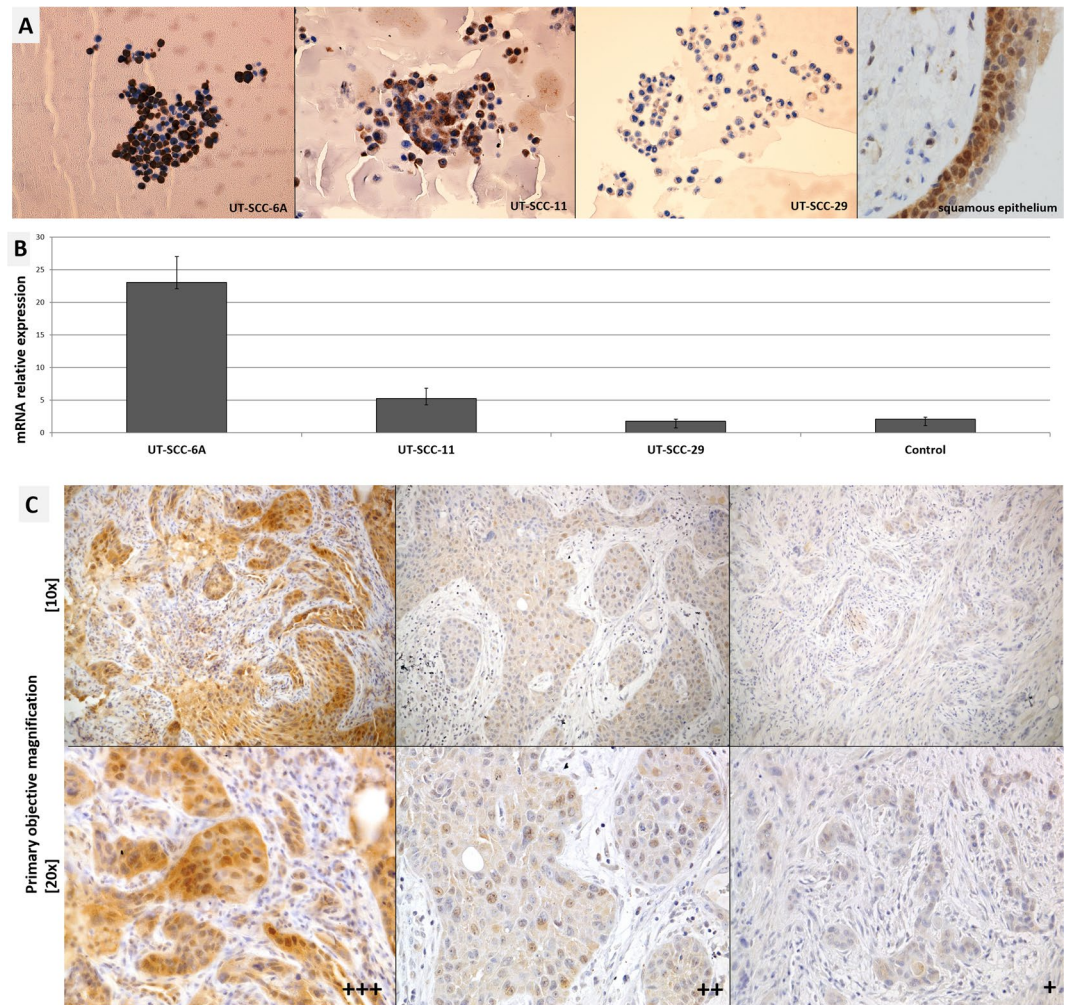 A
UT-SCC-6A
UT-SCC-11
UT-SCC-29
squamous epithelium
B
mRNA relative expression
30
25
20
15
10
5
0
UT-SCC-6A
UT-SCC-11
UT-SCC-29
Control
C
Primary objective magnification
[10x]
[20x]
+++
++
+